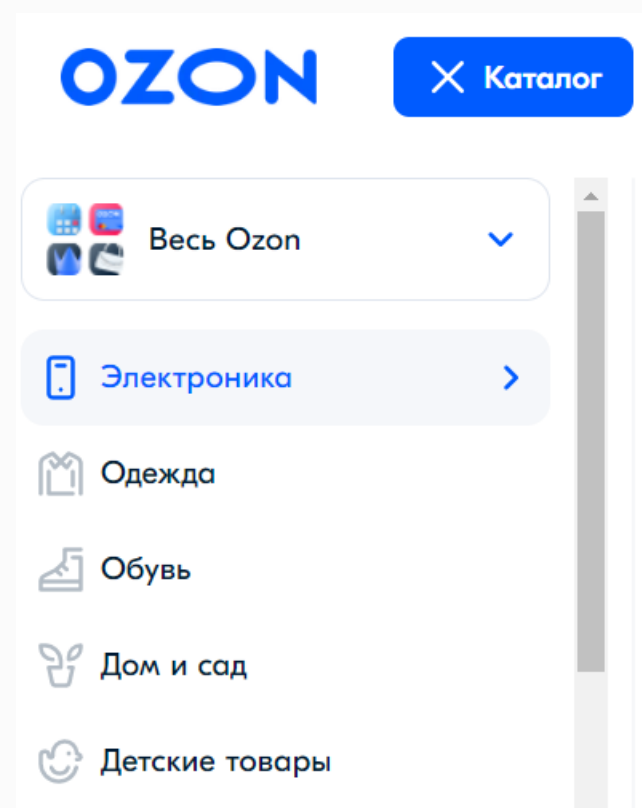 OZON
Каталог
Весь Ozon
Электроника
Одежда
Обувь
Дом и сад
Детские товары